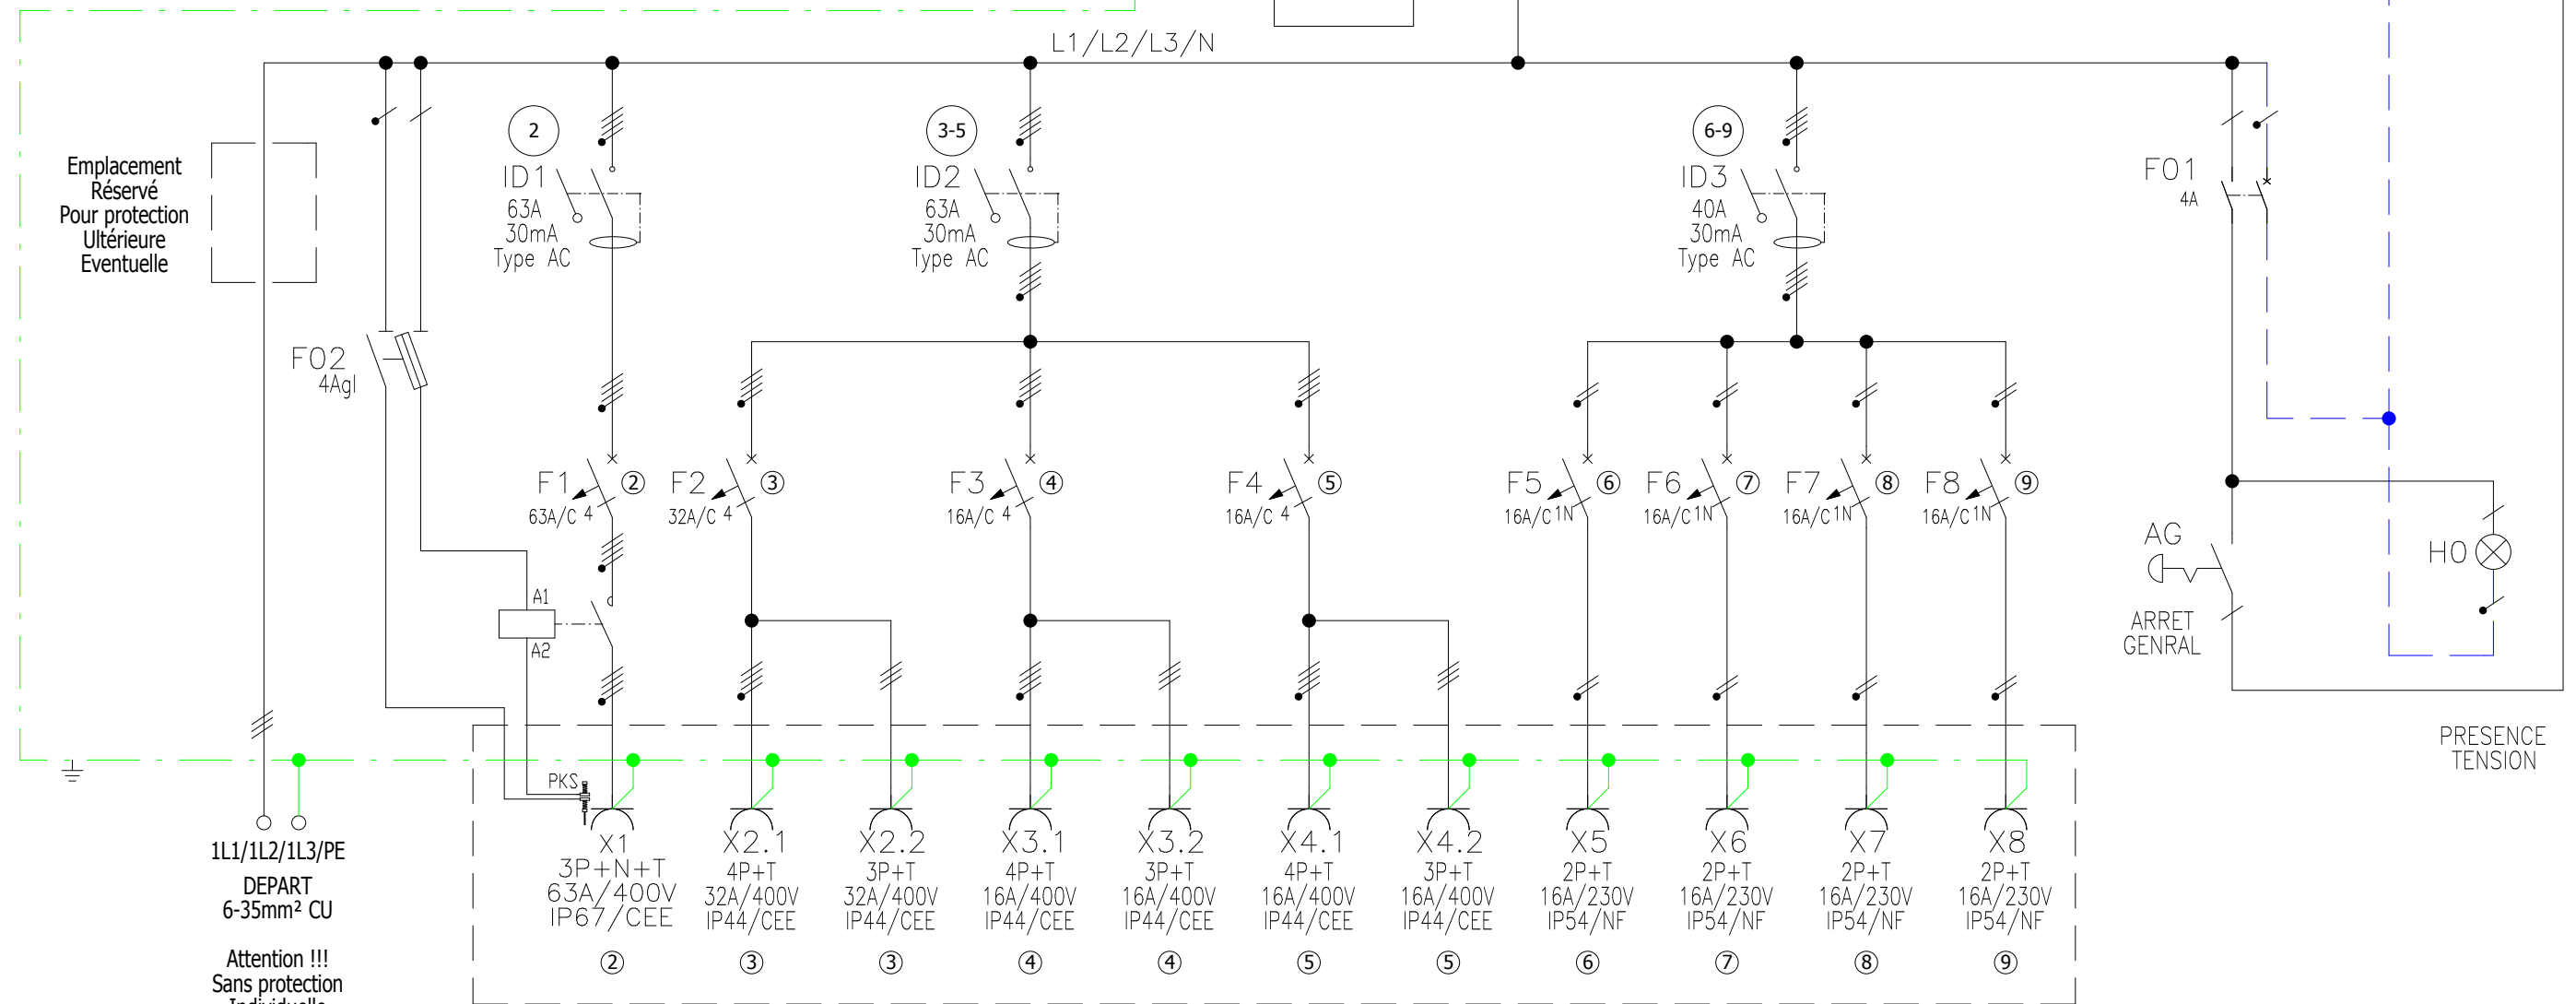 L1/L2/L3/N
Emplacement
Réservé
Pour protection
Ultérieure
Eventuelle
2
ID1
63A
30mA
Type AC
3-5
ID2
63A
30mA
Type AC
6-9
ID3
40A
30mA
Type AC
F01
4A
F02
4AgI
F1
63A/C 4
②
F2
32A/C 4
③
F3
16A/C 4
④
F4
16A/C 4
⑤
F5
16A/C 1N
⑥
F6
16A/C 1N
⑦
F7
16A/C 1N
⑧
F8
16A/C 1N
⑨
A1
A2
AG
ARRET
GENRAL
H0
PRESENCE
TENSION
PKS
1L1/1L2/1L3/PE
DEPART
6-35mm² CU
Attention !!!
Sans protection
Individuelle
X1
3P+N+T
63A/400V
IP67/CEE
②
X2.1
4P+T
32A/400V
IP44/CEE
③
X2.2
3P+T
32A/400V
IP44/CEE
③
X3.1
4P+T
16A/400V
IP44/CEE
④
X3.2
3P+T
16A/400V
IP44/CEE
④
X4.1
4P+T
16A/400V
IP44/CEE
⑤
X4.2
3P+T
16A/400V
IP44/CEE
⑤
X5
2P+T
16A/230V
IP54/NF
⑥
X6
2P+T
16A/230V
IP54/NF
⑦
X7
2P+T
16A/230V
IP54/NF
⑧
X8
2P+T
16A/230V
IP54/NF
⑨